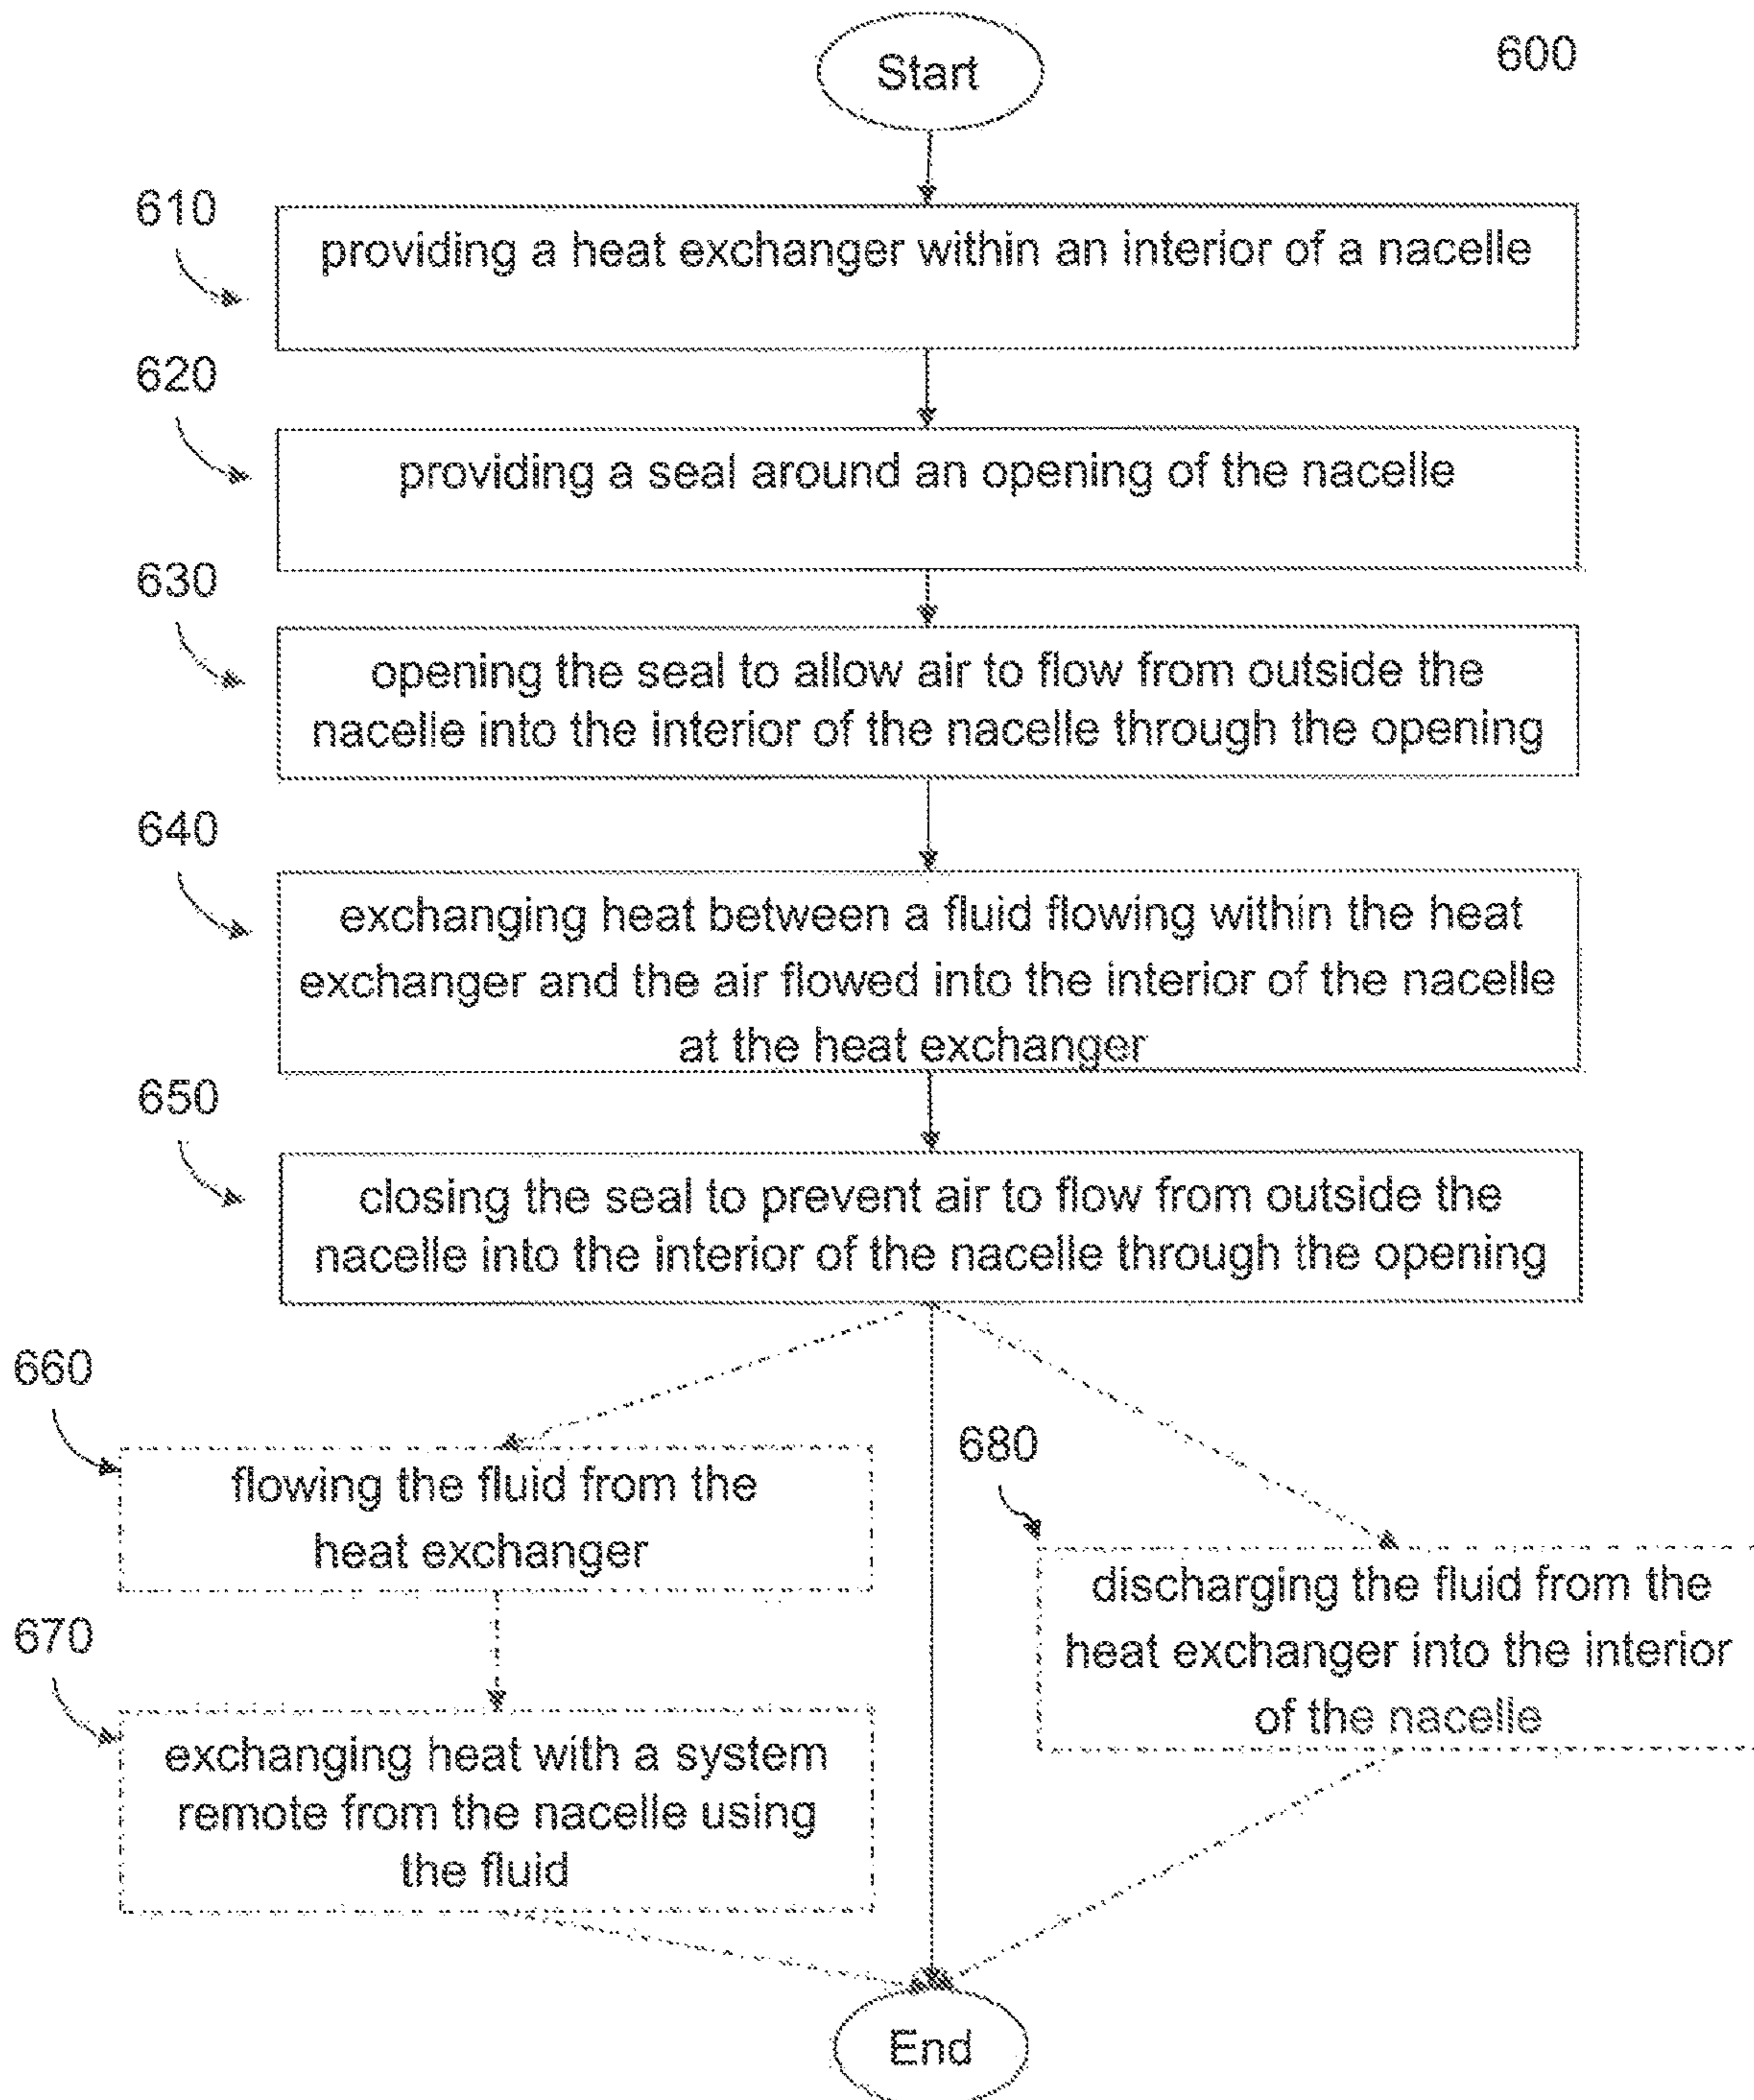 Start
600
610
providing a heat exchanger within an interior of a nacelle
620
providing a seal around an opening of the nacelle
630
opening the seal to allow air to flow from outside the
nacelle into the interior of the nacelle through the opening
640
exchanging heat between a fluid flowing within the heat
exchanger and the air flowed into the interior of the nacelle
at the heat exchanger
650
closing the seal to prevent air to flow from outside the
nacelle into the interior of the nacelle through the opening
660
flowing the fluid from the
heat exchanger
670
exchanging heat with a system
remote from the nacelle using
the fluid
680
discharging the fluid from the
heat exchanger into the interior
of the nacelle
End